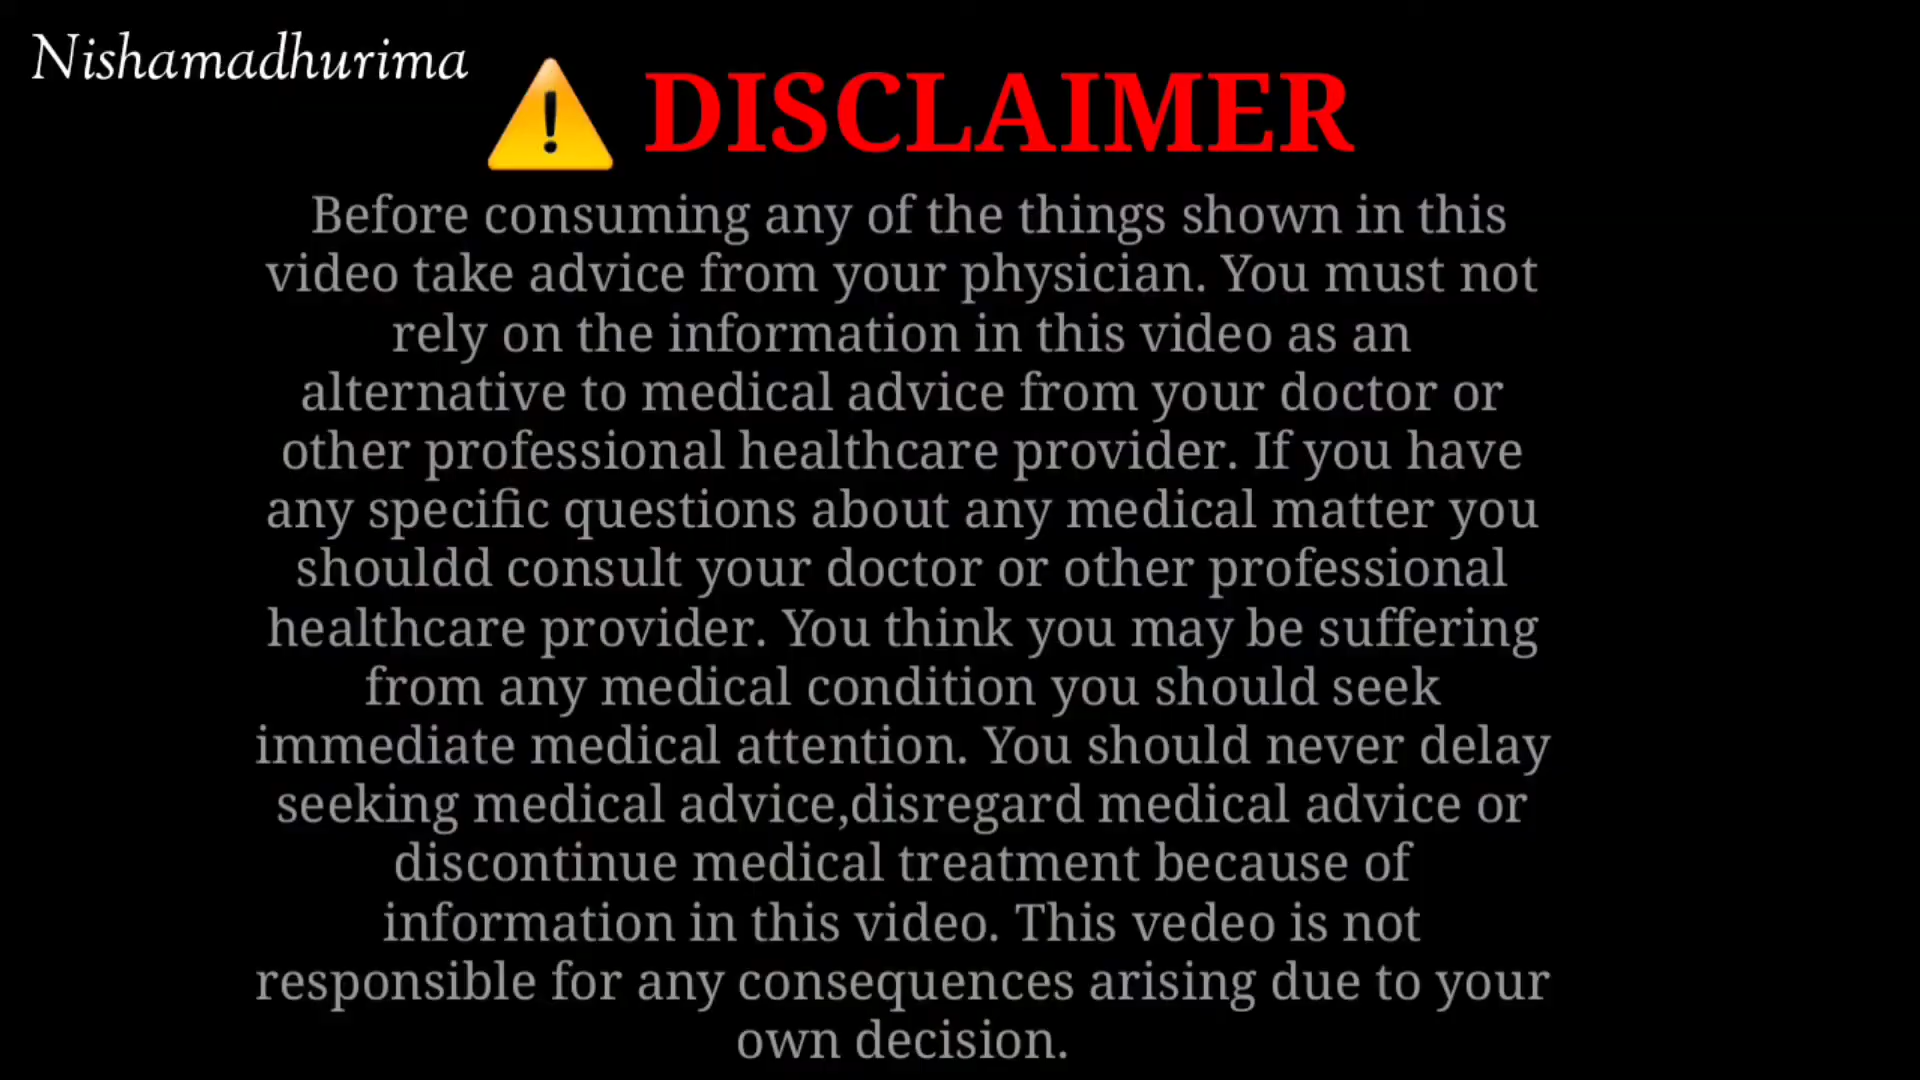 Nishamadhurima
DISCLAIMER
Before consuming any of the things shown in this
video take advice from your physician. You must not
rely on the information in this video as an
alternative to medical advice from your doctor or
other professional healthcare provider. If you have
any specific questions about any medical matter you
shouldd consult your doctor or other professional
healthcare provider. You think you may be suffering
from any medical condition you should seek
immediate medical attention. You should never delay
seeking medical advice,disregard medical advice or
discontinue medical treatment because of
information in this video. This vedeo is not
responsible for any consequences arising due to your
own decision.